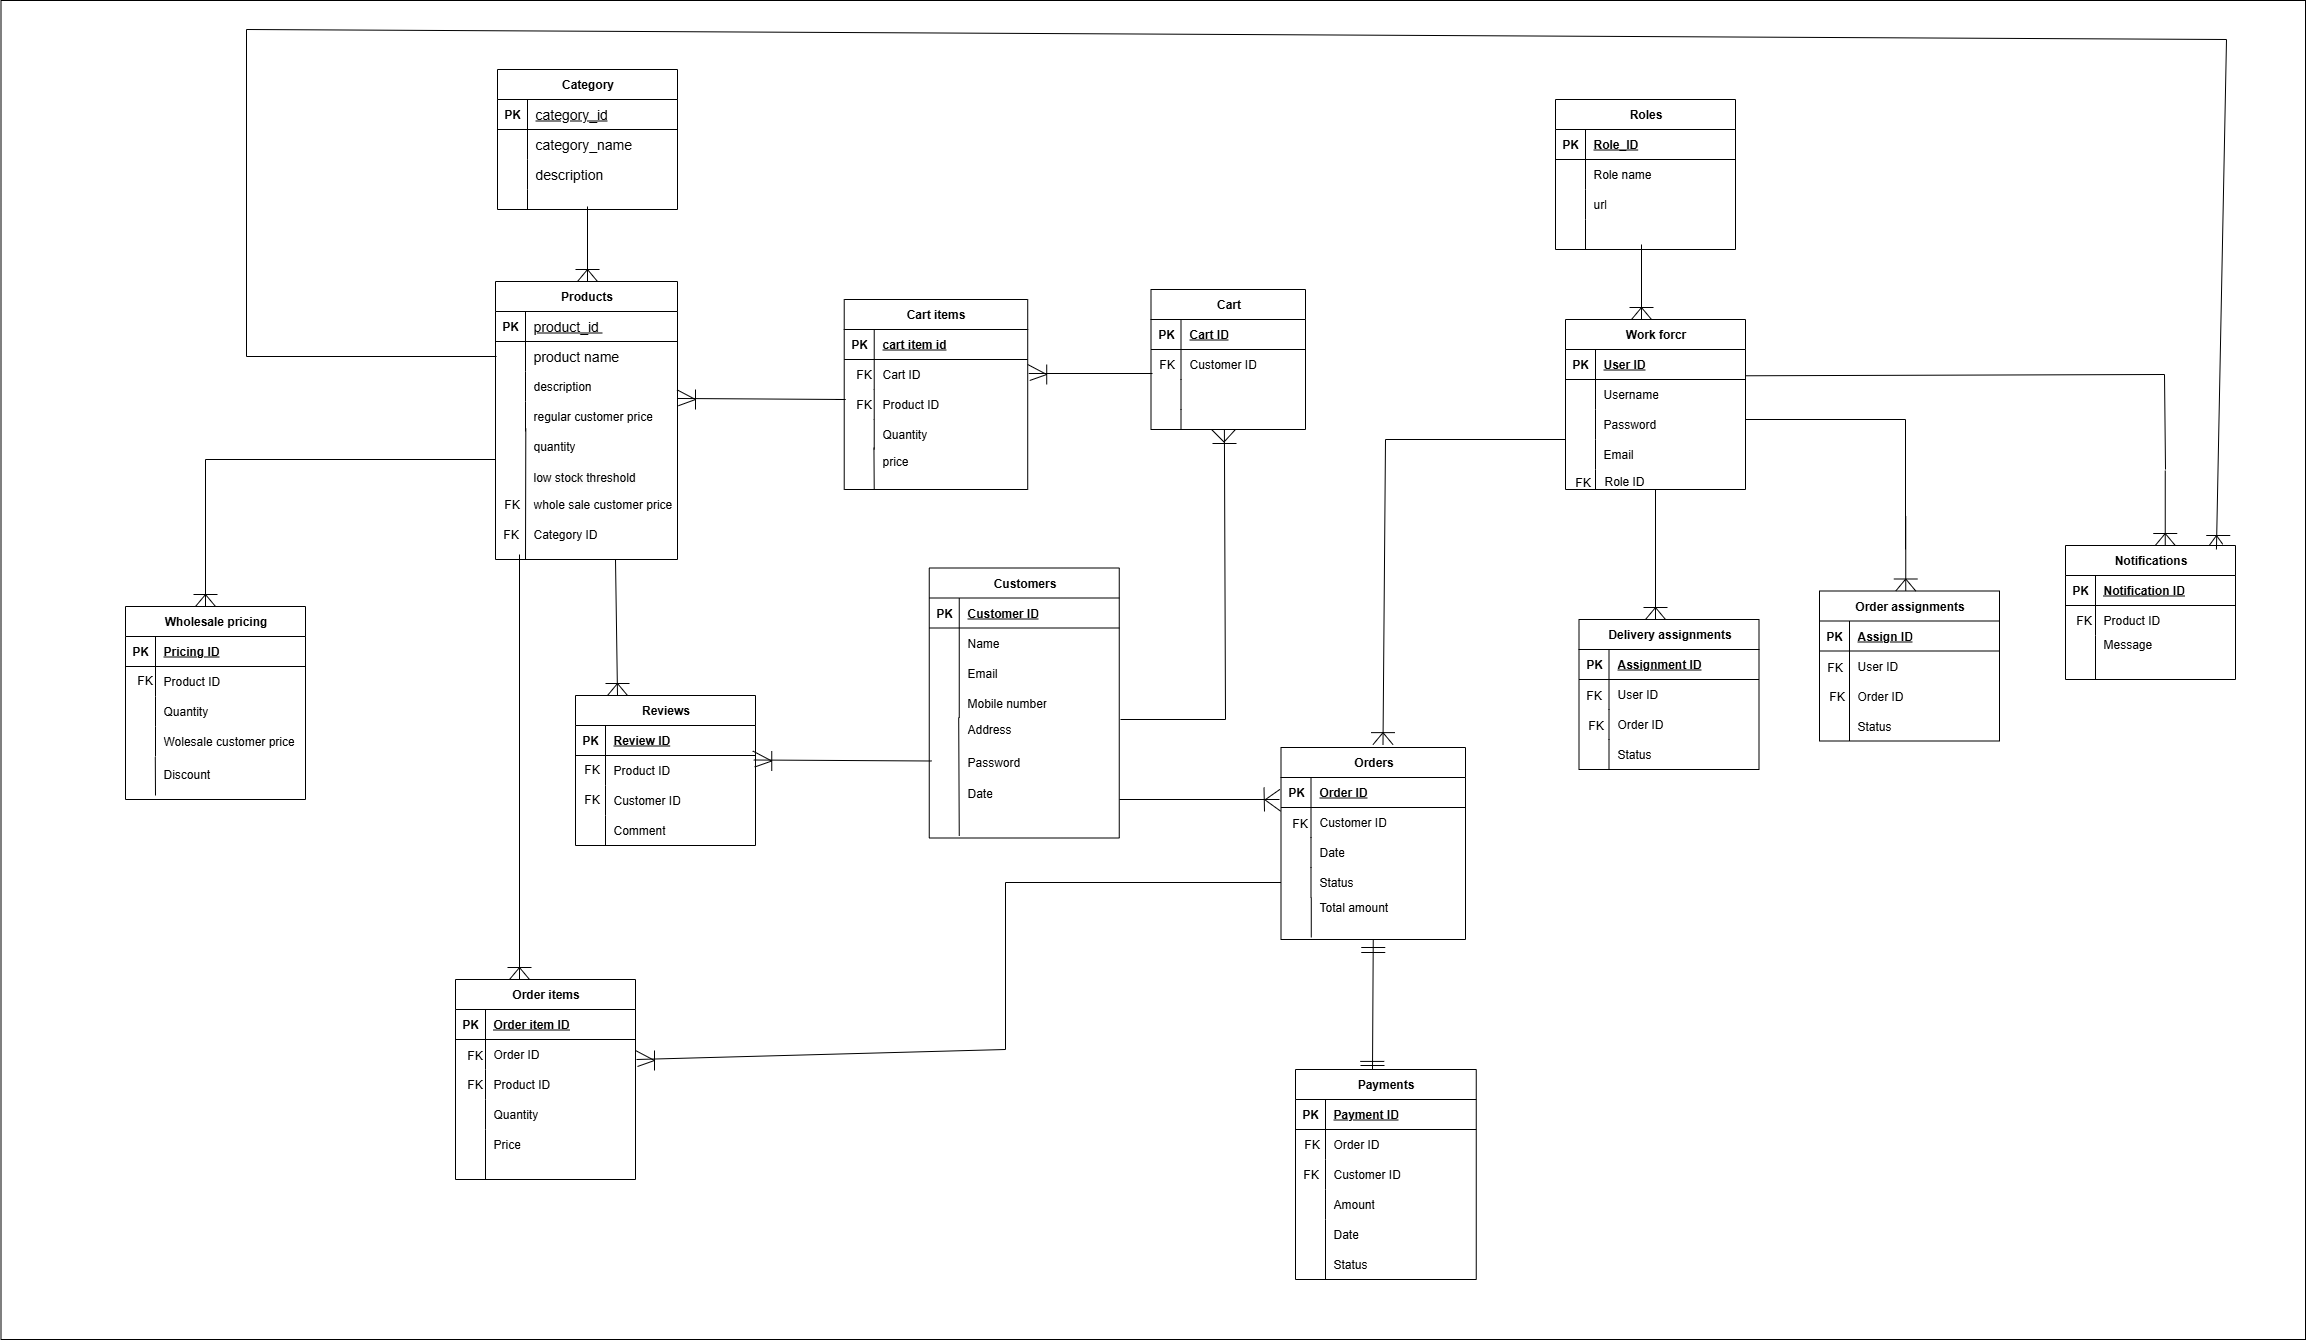 Category
PK category_id
category_name
description
Roles
PK Role_ID
Role name
url
Products
PK product_id
product name
description
regular customer price
quantity
low stock threshold
FK whole sale customer price
FK Category ID
Cart items
PK cart item id
FK Cart ID
FK Product ID
Quantity
price
Cart
PK Cart ID
FK Customer ID
Work forcr
PK User ID
Username
Password
Email
FK Role ID
Wholesale pricing
PK Pricing ID
FK Product ID
Quantity
Wolesale customer price
Discount
Reviews
PK Review ID
FK Product ID
FK Customer ID
Comment
Customers
PK Customer ID
Name
Email
Mobile number
Address
Password
Date
Orders
PK Order ID
FK Customer ID
Date
Status
Total amount
Delivery assignments
PK Assignment ID
FK User ID
FK Order ID
Status
Order assignments
PK Assign ID
FK User ID
FK Order ID
Status
Notifications
PK Notification ID
FK Product ID
Message
Order items
PK Order item ID
FK Order ID
FK Product ID
Quantity
Price
Payments
PK Payment ID
FK Order ID
FK Customer ID
Amount
Date
Status